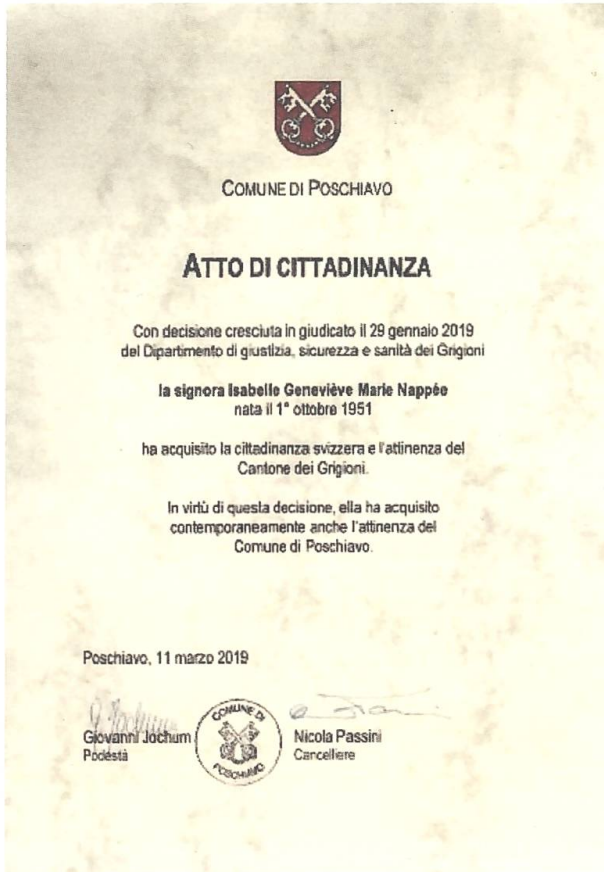 COMUNE DI POSCHIAVO
ATTO DI CITTADINANZA
Con decisione cresciuta in giudicato il 29 gennaio 2019
del Dipartimento di giustizia, sicurezza e sanità dei Grigioni
la signora Isabelle Geneviève Marie Nappée
nata il 1° ottobre 1951
ha acquisito la cittadinanza svizzera e l'attinenza del
Cantone dei Grigioni.
In virtù di questa decisione, ella ha acquisito
contemporaneamente anche l'attinenza del
Comune di Poschiavo.
Poschiavo, 11 marzo 2019
Giovanni Jochum
Podestà
COMUNE DI
POSCHIAVO
Nicola Passini
Cancelliere